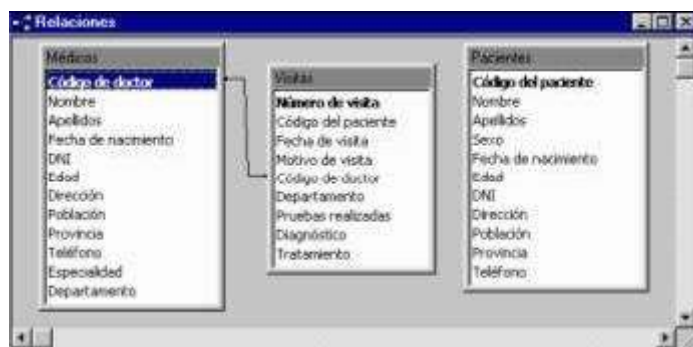 Relaciones
Médicos
Código de doctor
Nombre
Apellidos
Fecha de nacimiento
DNI
Edad
Dirección
Población
Provincia
Teléfono
Especialidad
Departamento
Visitas
Número de visita
Código del paciente
Fecha de visita
Motivo de visita
Código de doctor
Departamento
Pruebas realizadas
Diagnóstico
Tratamiento
Pacientes
Código del paciente
Nombre
Apellidos
Sexo
Fecha de nacimiento
Edad
DNI
Dirección
Población
Provincia
Teléfono